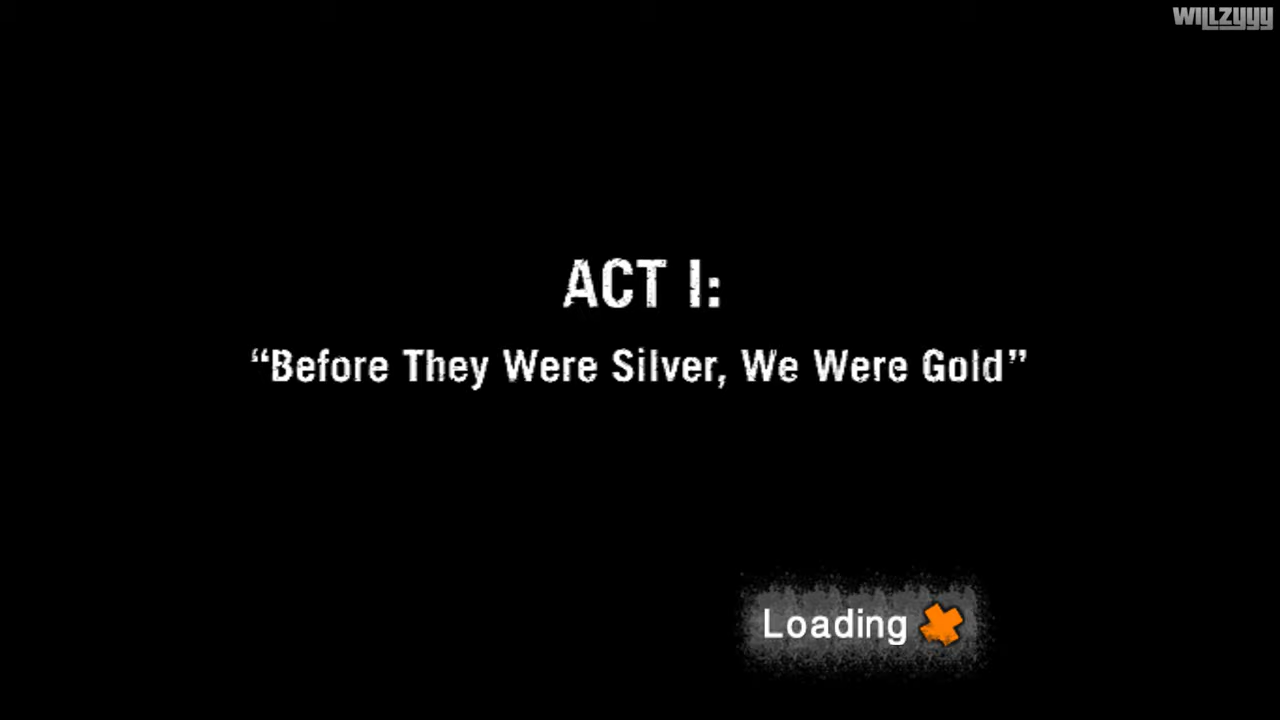 WILLZYYY
ACT I:
“Before They Were Silver, We Were Gold”
Loading